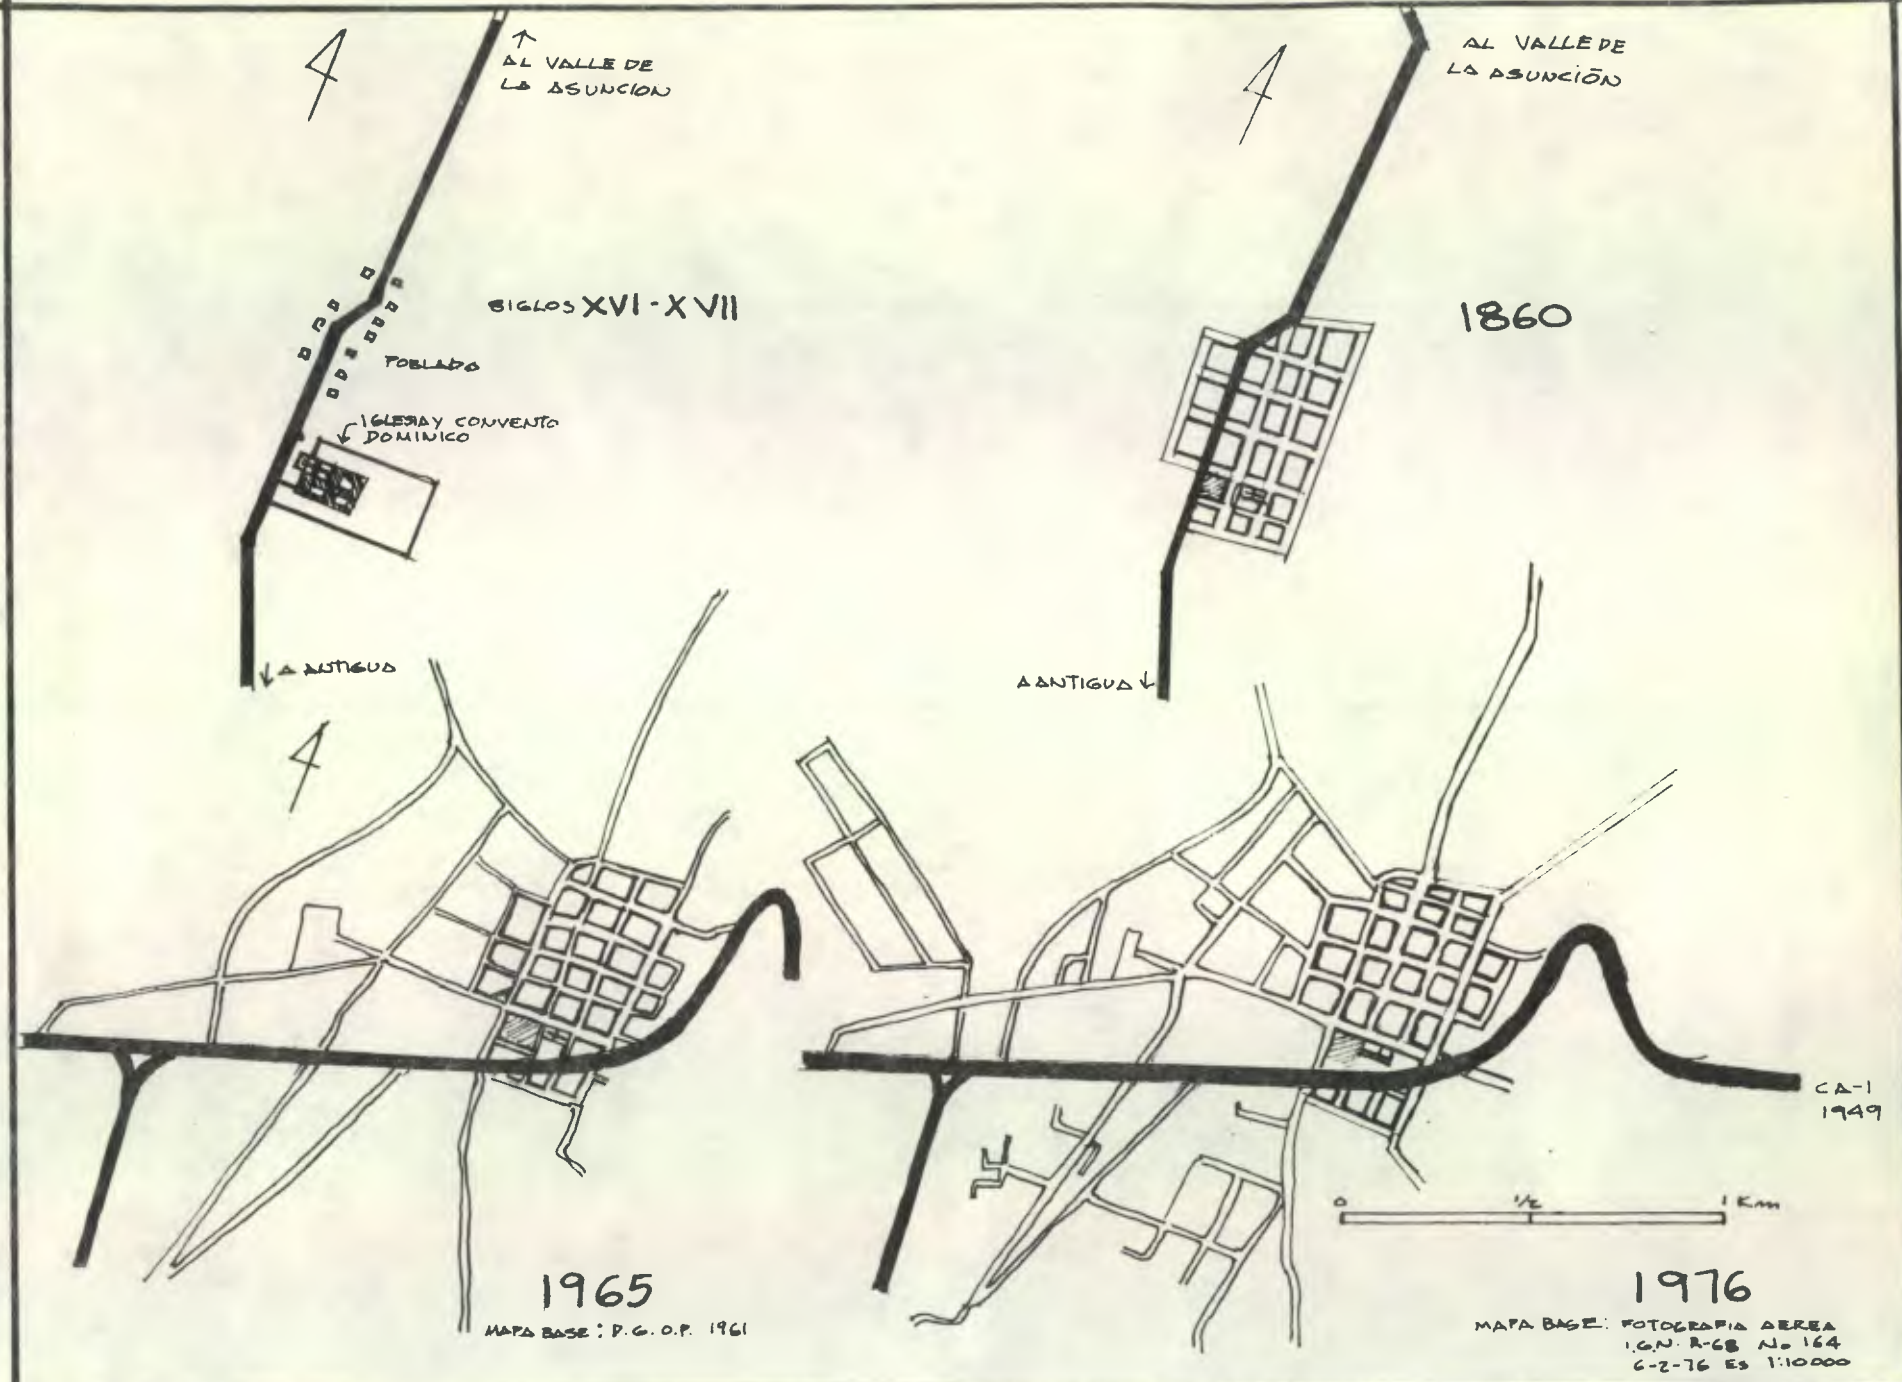 AL VALLE DE
LA ASUNCION
SIGLOS XVI-XVII
POBLADO
IGLESIA Y CONVENTO
DOMINICO
A ANTIGUA
AL VALLE DE
LA ASUNCIÓN
1860
A ANTIGUA
1965
MAPA BASE: D.G.O.P. 1961
CA-1
1949
0 1/2 1 Km
1976
MAPA BASE: FOTOGRAFIA AEREA
I.G.N. R-68 No 164
6-2-76 ES 1:10000